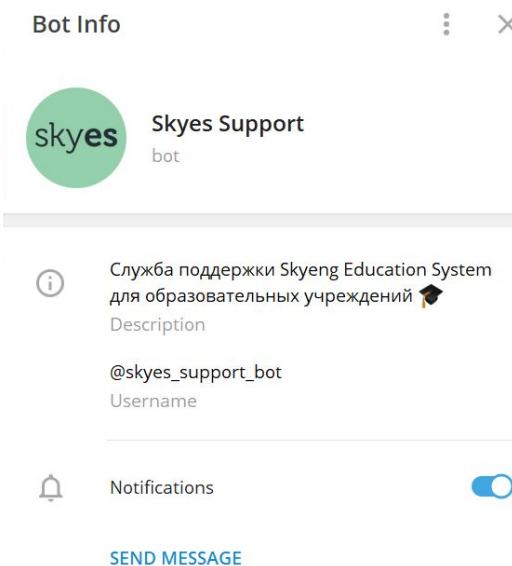 Bot Info
skyes
Skyes Support
bot
Служба поддержки Skyeng Education System
для образовательных учреждений
Description
@skyes_support_bot
Username
Notifications
SEND MESSAGE